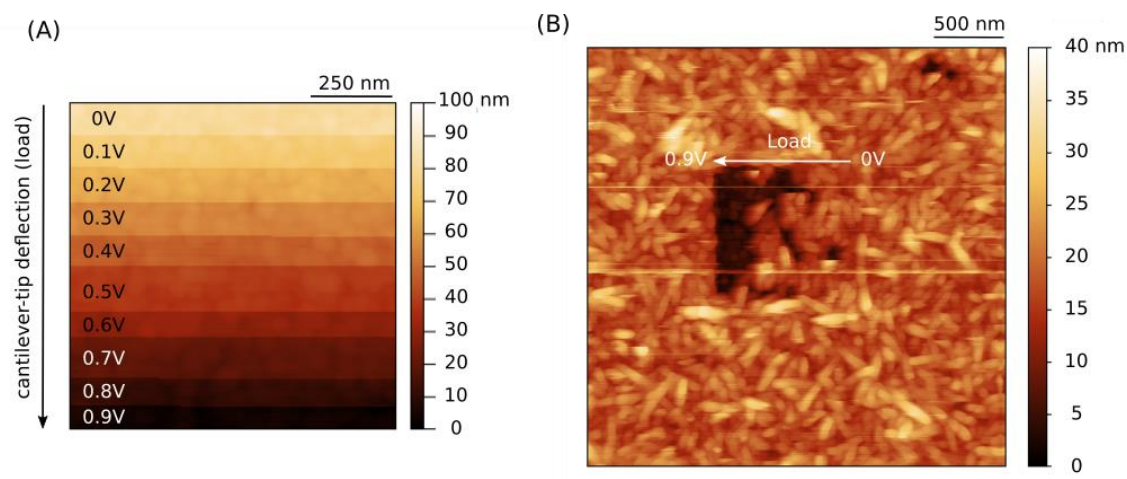 (A)
250 nm
cantilever-tip deflection (load)
0V
0.1V
0.2V
0.3V
0.4V
0.5V
0.6V
0.7V
0.8V
0.9V
100 nm
90
80
70
60
50
40
30
20
10
0
(B)
500 nm
Load
0.9V
0V
40 nm
35
30
25
20
15
10
5
0